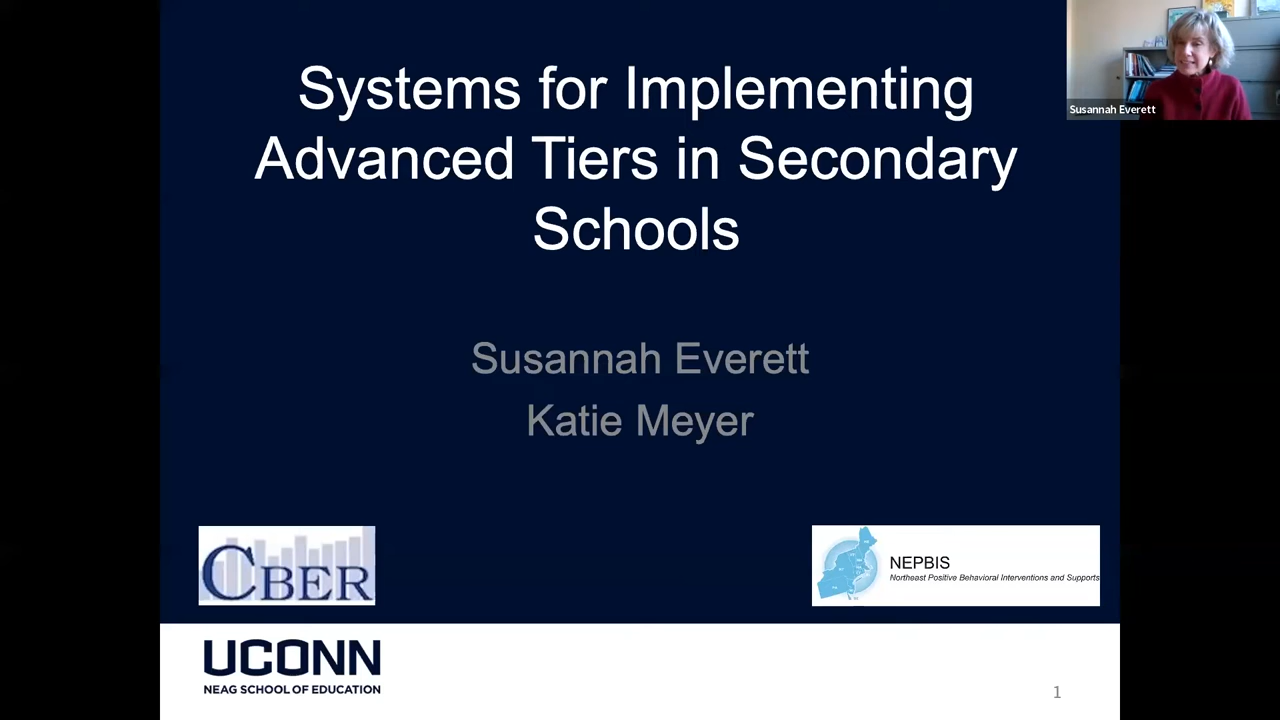 Systems for Implementing
Advanced Tiers in Secondary
Schools
Susannah Everett
Susannah Everett
Katie Meyer
CBER
NEPBIS
Northeast Positive Behavioral Interventions and Supports
UCONN
NEAG SCHOOL OF EDUCATION
1